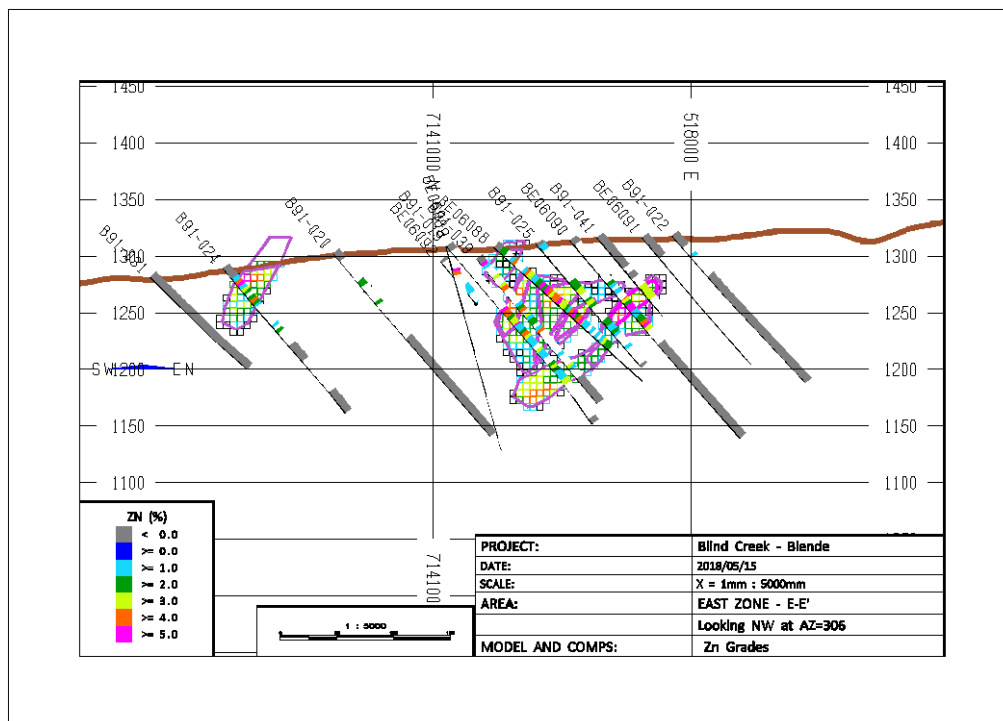 1450 1450
1400 1400
1350 1350
1300 1300
1250 1250
1200 1200
1150 1150
1100 1100
7141000 N
518000 E
714100
B91-024
B91-020
BE06088
B91-025
BE06090
B91-041
BE06091
B91-022
SW EN
ZN (%)
< 0.0
>= 0.0
>= 1.0
>= 2.0
>= 3.0
>= 4.0
>= 5.0
1 : 5000
PROJECT: Blind Creek - Blende
DATE: 2018/05/15
SCALE: X = 1mm : 5000mm
AREA: EAST ZONE - E-E'
Looking NW at AZ=306
MODEL AND COMPS: Zn Grades